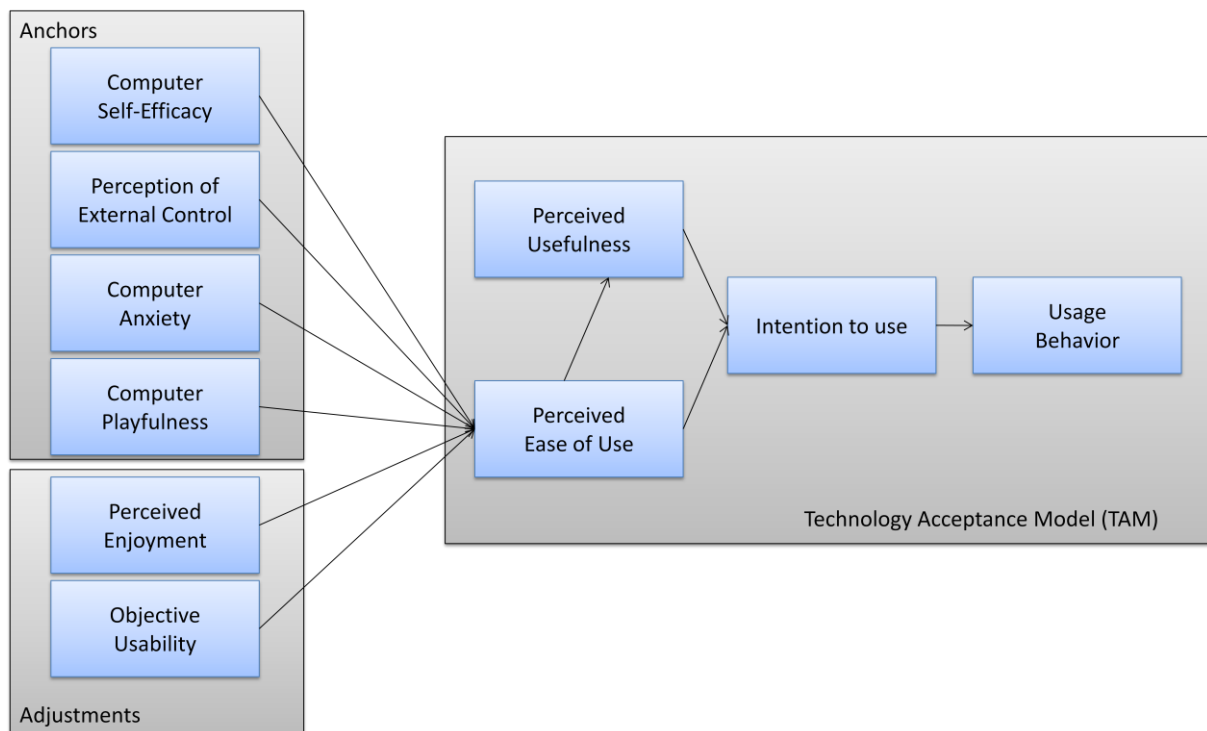 Anchors
Computer
Self-Efficacy
Perception of
External Control
Computer
Anxiety
Computer
Playfulness
Perceived
Enjoyment
Objective
Usability
Adjustments
Perceived
Usefulness
Perceived
Ease of Use
Intention to use
Usage
Behavior
Technology Acceptance Model (TAM)